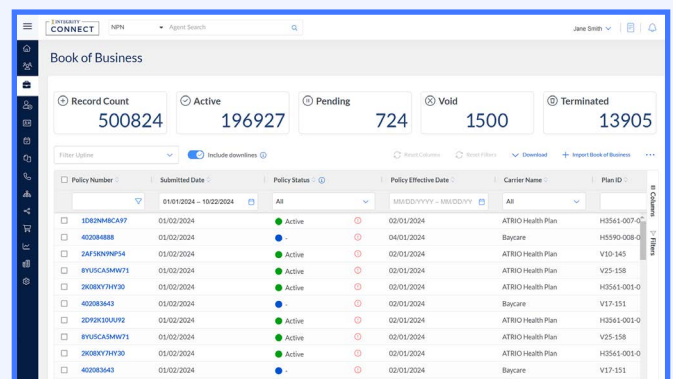 INTEGRITY
CONNECT
NPN Agent Search Jane Smith
Book of Business
Record Count
500824
Active
196927
Pending
724
Void
1500
Terminated
13905
Filter Upline Include downlines Reset Columns Reset Filters Download Import Book of Business
Policy Number Submitted Date Policy Status Policy Effective Date Carrier Name Plan ID
01/01/2024 – 10/22/2024 All MM/DD/YYYY – MM/DD/YY All
1D82NM8CA97 01/02/2024 Active 02/01/2024 ATRIO Health Plan H3561-007-0
402084888 01/02/2024 - 04/01/2024 Baycare H5590-008-0
2AF5KN9NP54 01/02/2024 Active 02/01/2024 ATRIO Health Plan V10-145
8YU5CA5MW71 01/02/2024 Active 02/01/2024 ATRIO Health Plan V25-158
2K08XY7HY30 01/02/2024 Active 02/01/2024 ATRIO Health Plan H3561-001-0
402083643 01/02/2024 - 02/01/2024 Baycare V17-151
2D92K10UU92 01/02/2024 Active 02/01/2024 ATRIO Health Plan H3561-001-0
8YU5CA5MW71 01/02/2024 Active 02/01/2024 ATRIO Health Plan V25-158
2K08XY7HY30 01/02/2024 Active 02/01/2024 ATRIO Health Plan H3561-001-0
402083643 01/02/2024 - 02/01/2024 Baycare V17-151
Columns
Filters